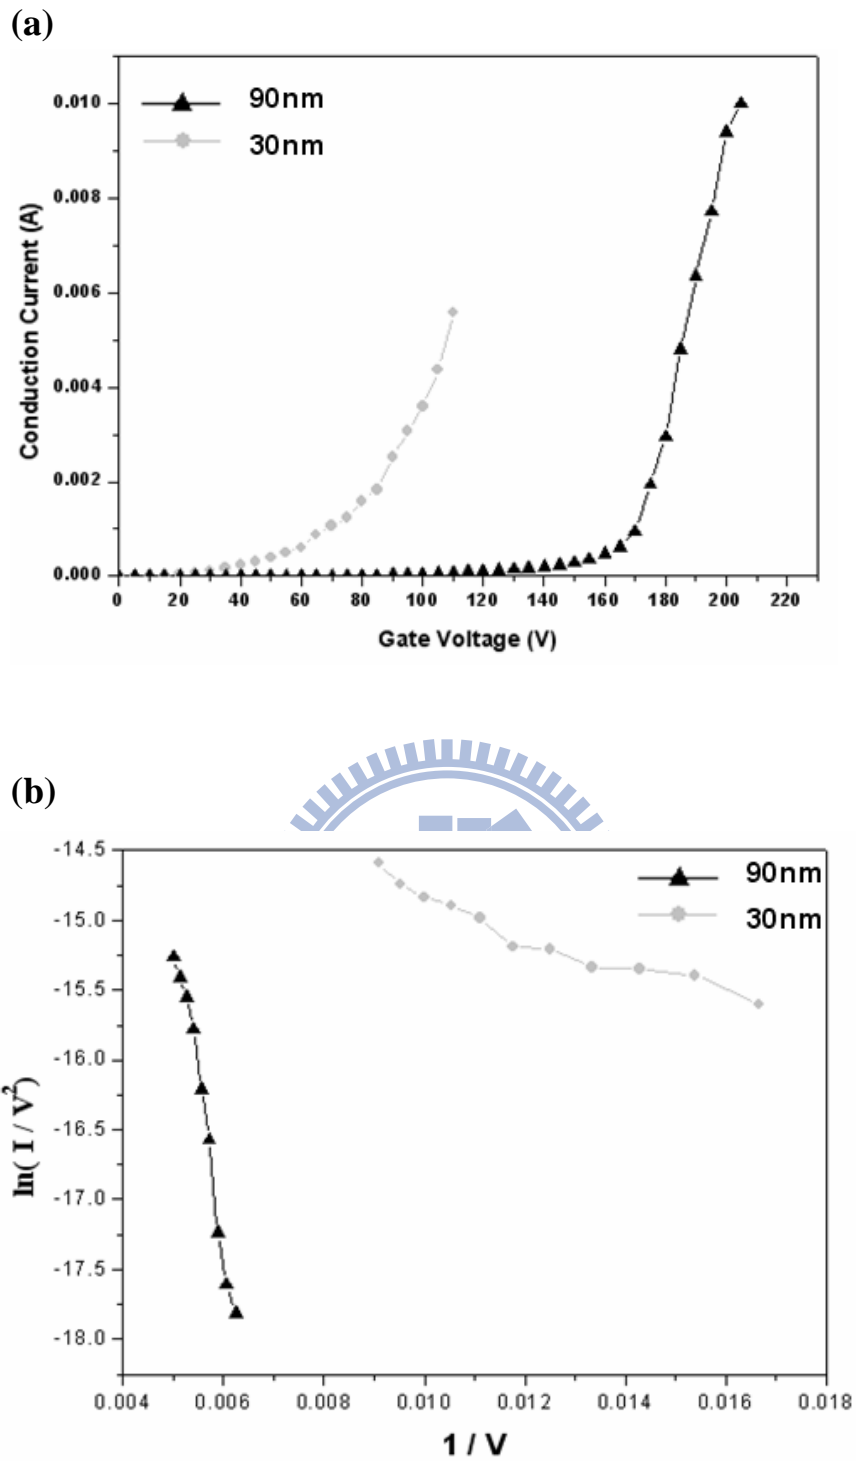 (a)
90nm
30nm
0.010
0.008
0.006
0.004
0.002
0.000
Conduction Current (A)
0 20 40 60 80 100 120 140 160 180 200 220
Gate Voltage (V)
(b)
-14.5
-15.0
-15.5
-16.0
-16.5
-17.0
-17.5
-18.0
90nm
30nm
ln( I / V²)
0.004 0.006 0.008 0.010 0.012 0.014 0.016 0.018
1 / V